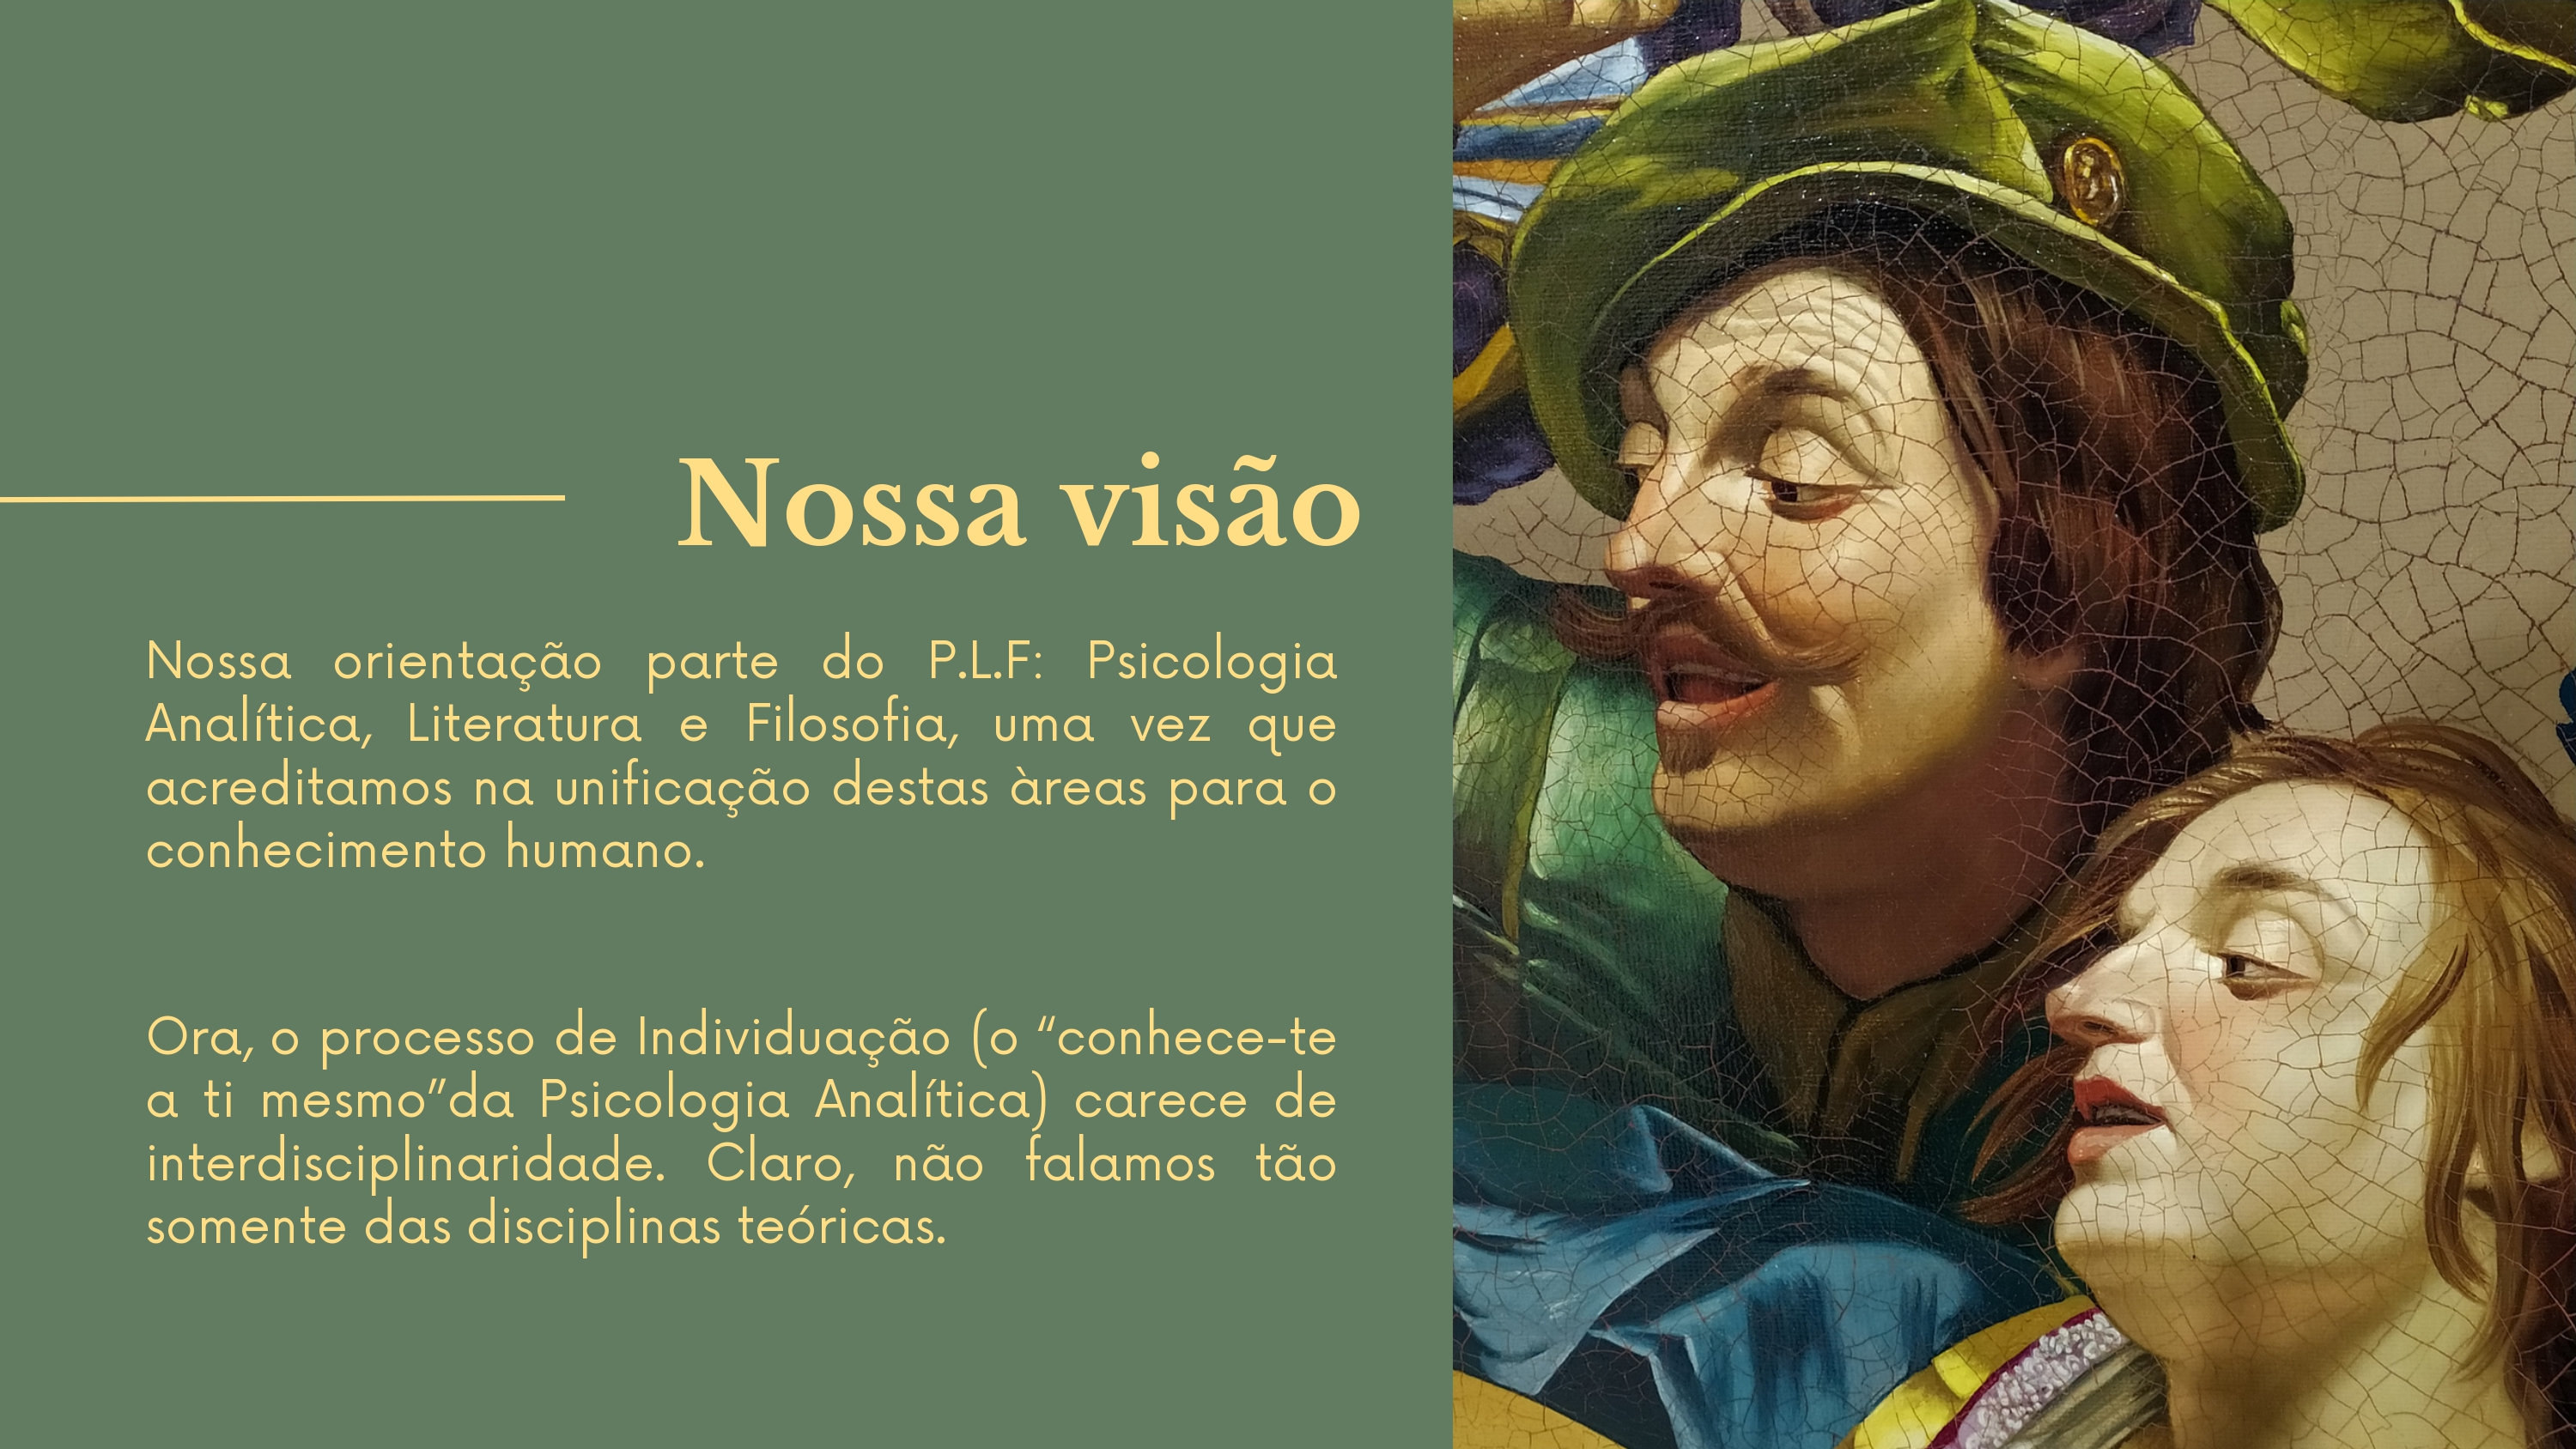 Nossa visão
Nossa orientação parte do P.L.F: Psicologia
Analítica, Literatura e Filosofia, uma vez que
acreditamos na unificação destas àreas para o
conhecimento humano.
Ora, o processo de Individuação (o “conhece-te
a ti mesmo”da Psicologia Analítica) carece de
interdisciplinaridade. Claro, não falamos tão
somente das disciplinas teóricas.